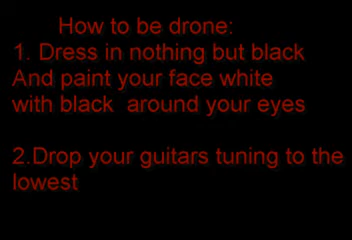 How to be drone:
1. Dress in nothing but black
And paint your face white
with black around your eyes
2.Drop your guitars tuning to the
lowest